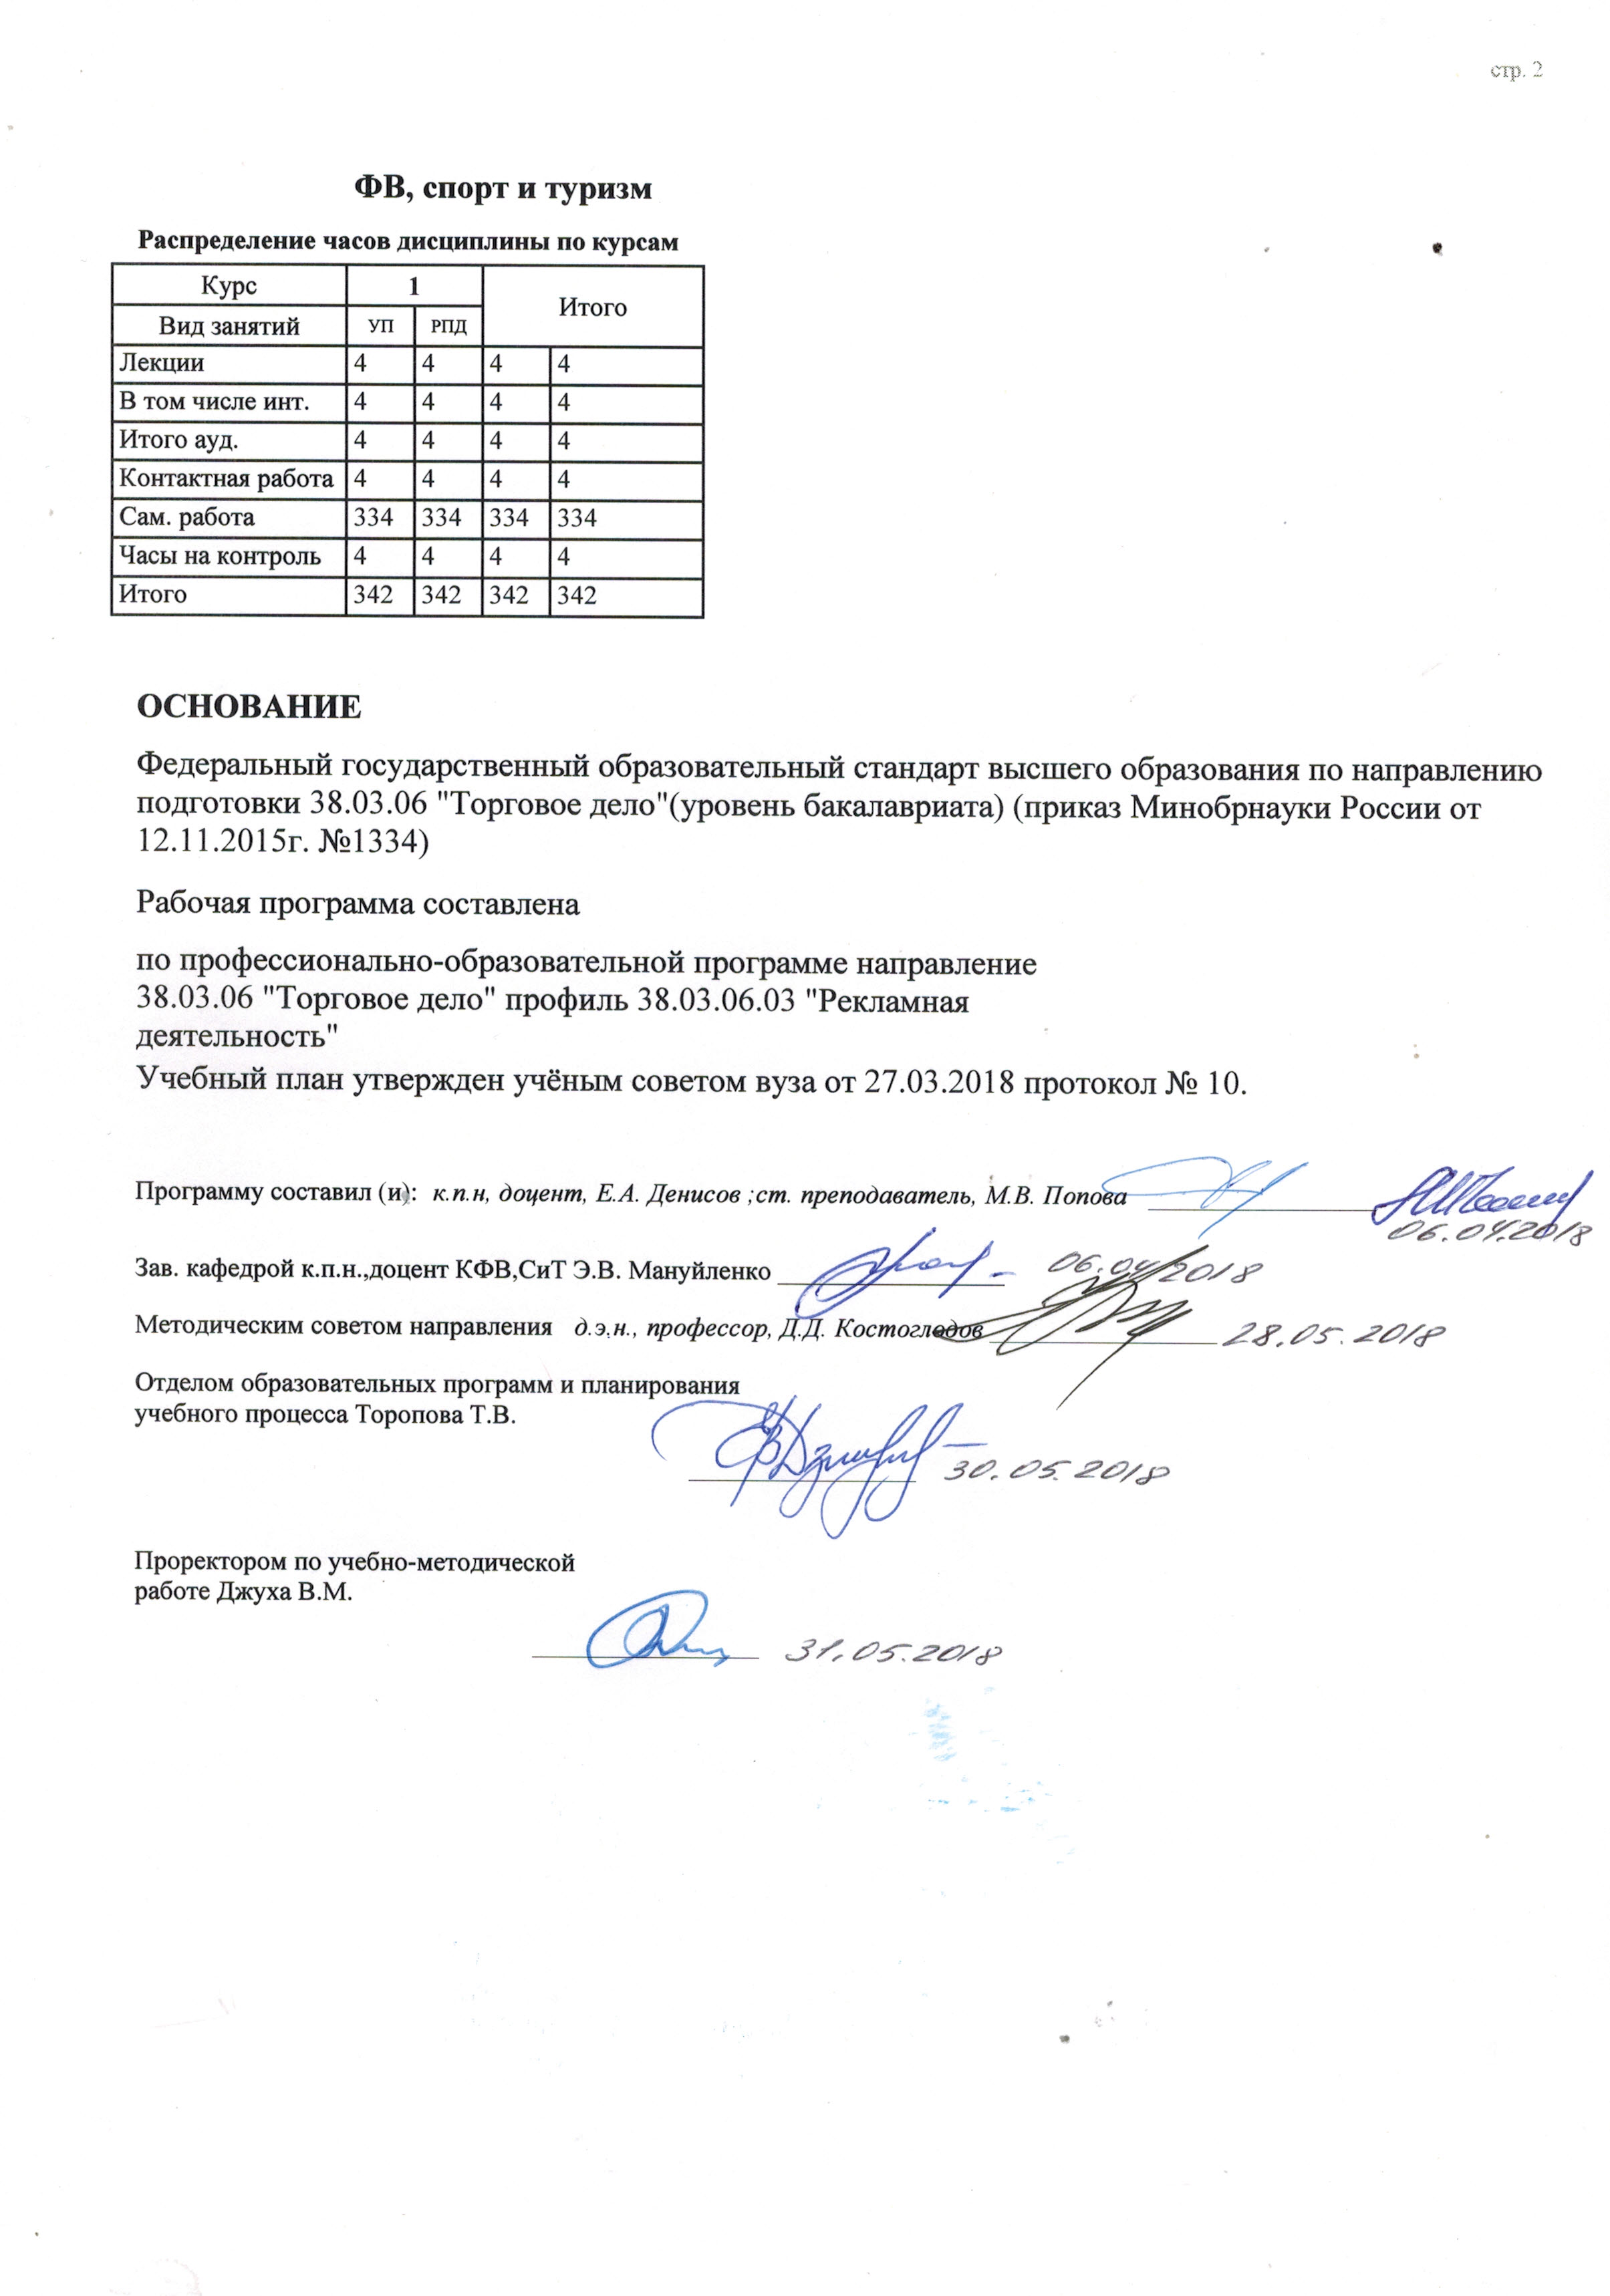 стр. 2
ФВ, спорт и туризм
Распределение часов дисциплины по курсам
Курс 1 Итого
Вид занятий УП РПД
Лекции 4 4 4 4
В том числе инт. 4 4 4 4
Итого ауд. 4 4 4 4
Контактная работа 4 4 4 4
Сам. работа 334 334 334 334
Часы на контроль 4 4 4 4
Итого 342 342 342 342
ОСНОВАНИЕ
Федеральный государственный образовательный стандарт высшего образования по направлению
подготовки 38.03.06 "Торговое дело"(уровень бакалавриата) (приказ Минобрнауки России от
12.11.2015г. №1334)
Рабочая программа составлена
по профессионально-образовательной программе направление
38.03.06 "Торговое дело" профиль 38.03.06.03 "Рекламная
деятельность"
Учебный план утвержден учёным советом вуза от 27.03.2018 протокол № 10.
Программу составил (и): к.п.н, доцент, Е.А. Денисов ;ст. преподаватель, М.В. Попова
06.04.2018
Зав. кафедрой к.п.н.,доцент КФВ,СиТ Э.В. Мануйленко 06.04.2018
Методическим советом направления д.э.н., профессор, Д.Д. Костоглодов 28.05.2018
Отделом образовательных программ и планирования
учебного процесса Торопова Т.В.
30.05.2018
Проректором по учебно-методической
работе Джуха В.М.
31.05.2018